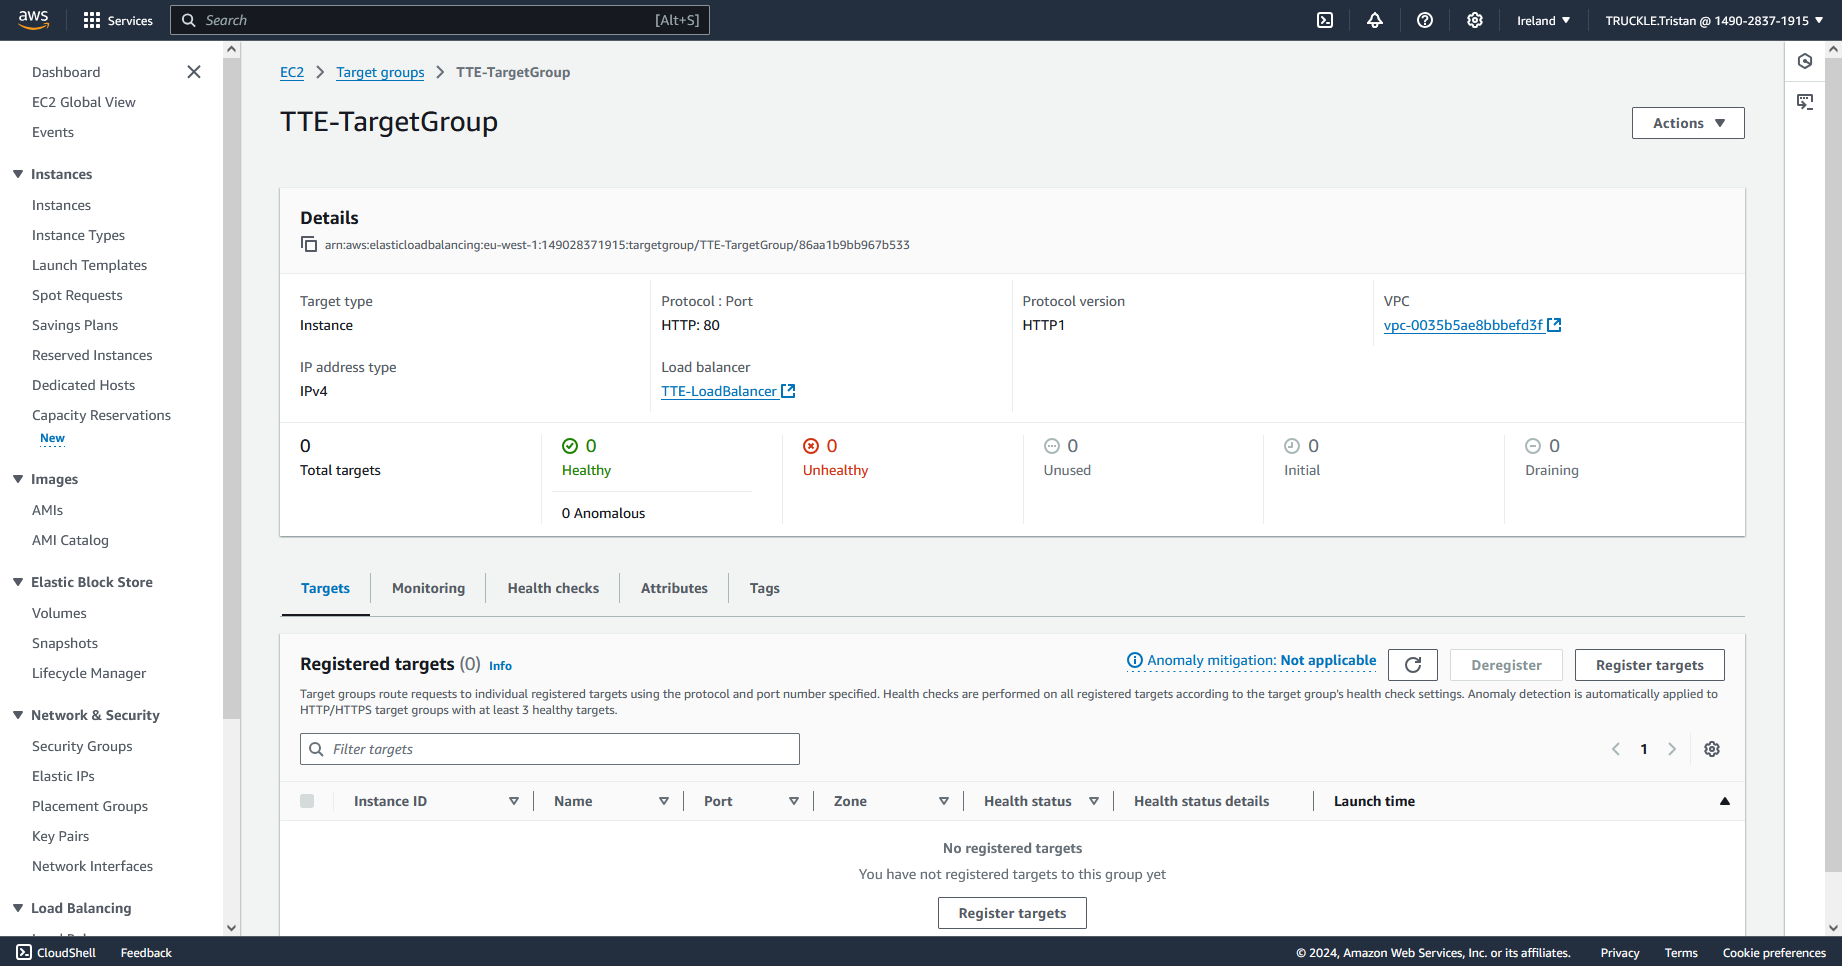 aws
Services
Search
[Alt+S]
Ireland
TRUCKLE.Tristan @ 1490-2837-1915
Dashboard
EC2 Global View
Events
Instances
Instances
Instance Types
Launch Templates
Spot Requests
Savings Plans
Reserved Instances
Dedicated Hosts
Capacity Reservations
New
Images
AMIs
AMI Catalog
Elastic Block Store
Volumes
Snapshots
Lifecycle Manager
Network & Security
Security Groups
Elastic IPs
Placement Groups
Key Pairs
Network Interfaces
Load Balancing
EC2
Target groups
TTE-TargetGroup
TTE-TargetGroup
Actions
Details
arn:aws:elasticloadbalancing:eu-west-1:149028371915:targetgroup/TTE-TargetGroup/86aa1b9bb967b533
Target type
Instance
Protocol : Port
HTTP: 80
Protocol version
HTTP1
VPC
vpc-0035b5ae8bbbefd3f
IP address type
IPv4
Load balancer
TTE-LoadBalancer
0
Total targets
0
Healthy
0 Anomalous
0
Unhealthy
0
Unused
0
Initial
0
Draining
Targets
Monitoring
Health checks
Attributes
Tags
Registered targets (0) Info
Anomaly mitigation: Not applicable
Deregister
Register targets
Target groups route requests to individual registered targets using the protocol and port number specified. Health checks are performed on all registered targets according to the target group's health check settings. Anomaly detection is automatically applied to
HTTP/HTTPS target groups with at least 3 healthy targets.
Filter targets
1
Instance ID
Name
Port
Zone
Health status
Health status details
Launch time
No registered targets
You have not registered targets to this group yet
Register targets
CloudShell
Feedback
© 2024, Amazon Web Services, Inc. or its affiliates.
Privacy
Terms
Cookie preferences